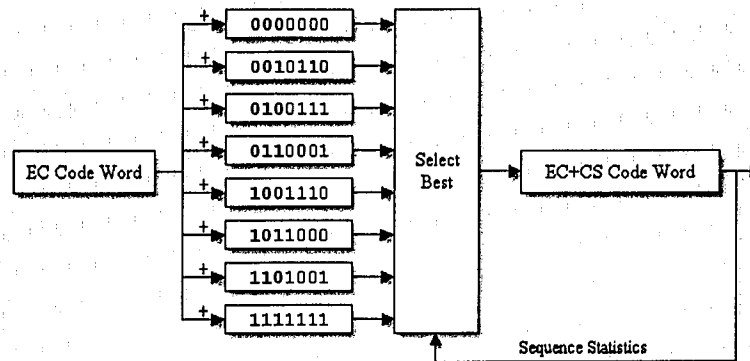 + 0000000
+ 0010110
+ 0100111
+ 0110001
EC Code Word
Select
Best
EC+CS Code Word
+ 1001110
+ 1011000
+ 1101001
+ 1111111
Sequence Statistics